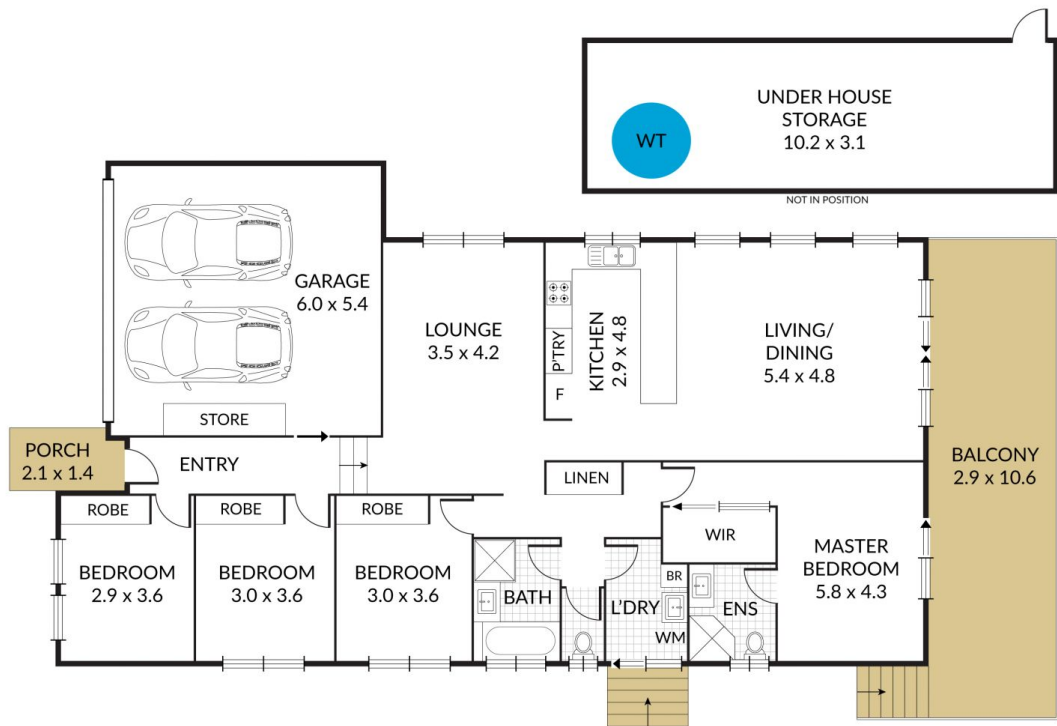 UNDER HOUSE
STORAGE
10.2 x 3.1
WT
NOT IN POSITION
GARAGE
6.0 x 5.4
STORE
LOUNGE
3.5 x 4.2
P'TRY
F
KITCHEN
2.9 x 4.8
LIVING/
DINING
5.4 x 4.8
BALCONY
2.9 x 10.6
PORCH
2.1 x 1.4
ENTRY
LINEN
ROBE
ROBE
ROBE
BEDROOM
2.9 x 3.6
BEDROOM
3.0 x 3.6
BEDROOM
3.0 x 3.6
BATH
L'DRY
BR
WM
WIR
ENS
MASTER
BEDROOM
5.8 x 4.3